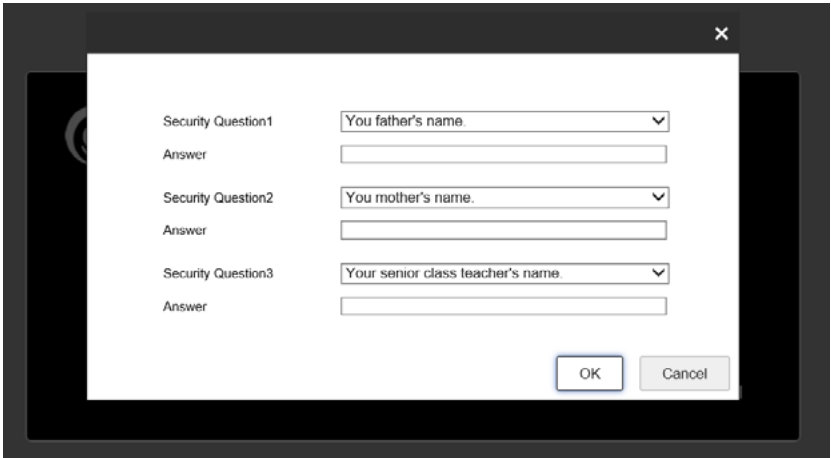 Security Question1 You father's name.
Answer
Security Question2 You mother's name.
Answer
Security Question3 Your senior class teacher's name.
Answer
OK Cancel